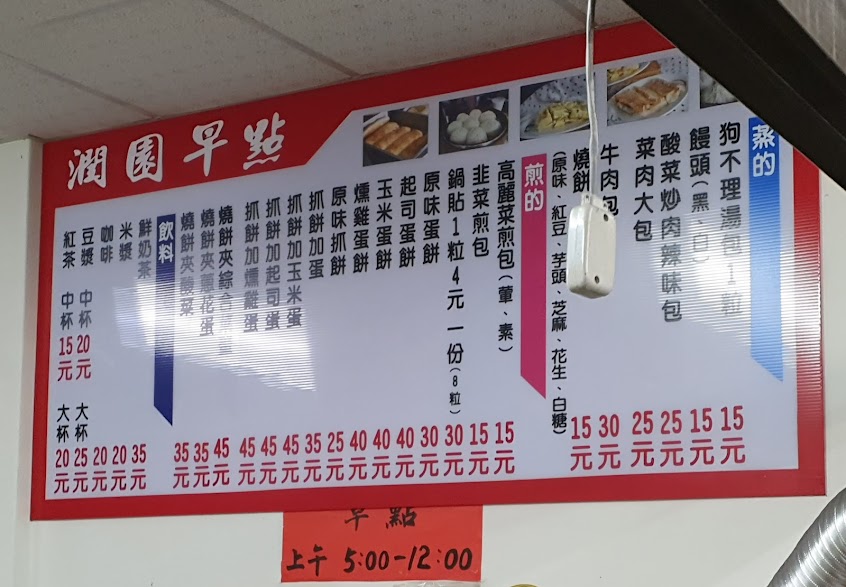 潤園早點
蒸的
狗不理湯包1粒 15元
饅頭(黑、白) 15元
酸菜炒肉辣味包 25元
菜肉大包 25元
牛肉包 30元
燒餅 15元
(原味、紅豆、芋頭、芝麻、花生、白糖)
煎的
高麗菜煎包(葷、素) 15元
韭菜煎包 15元
鍋貼1粒4元 一份(8粒) 30元
原味蛋餅 30元
起司蛋餅 40元
玉米蛋餅 40元
燻雞蛋餅 40元
原味抓餅 25元
抓餅加蛋 35元
抓餅加玉米蛋 45元
抓餅加起司蛋 45元
抓餅加燻雞蛋 45元
燒餅夾綜合 蛋 45元
燒餅夾蔥花蛋 35元
燒餅夾酸菜 35元
飲料
鮮奶茶 35元
米漿 20元
咖啡 20元
豆漿 中杯20元 大杯25元
紅茶 中杯15元 大杯20元
早點
上午 5:00-12:00